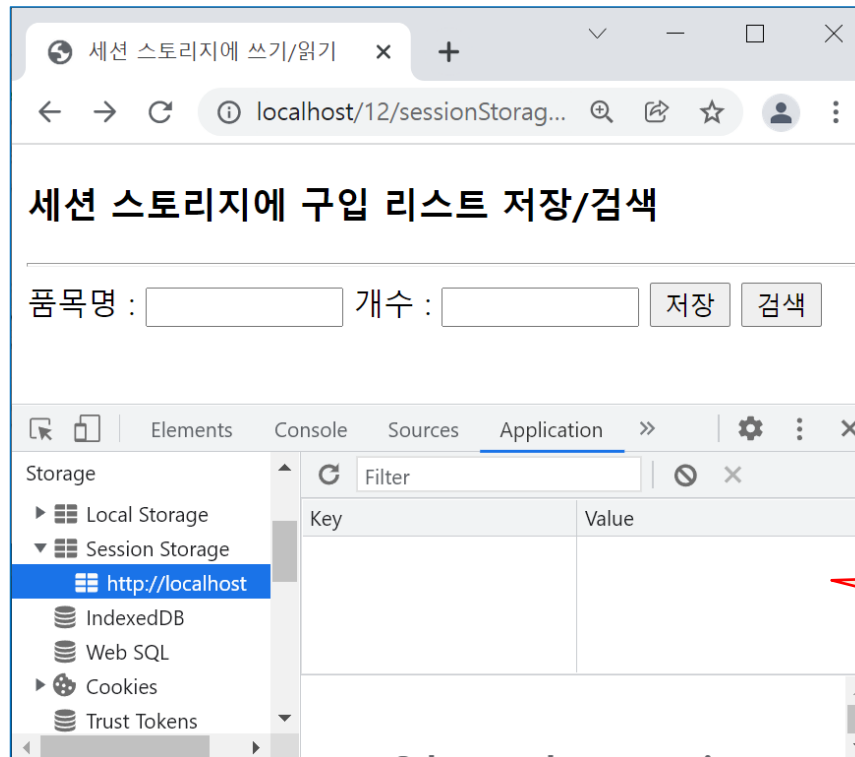 세션 스토리지에 쓰기/읽기
localhost/12/sessionStorag...
세션 스토리지에 구입 리스트 저장/검색
품목명 : 개수 : 저장 검색
Elements Console Sources Application
Storage
Filter
Key Value
Local Storage
Session Storage
http://localhost
IndexedDB
Web SQL
Cookies
Trust Tokens